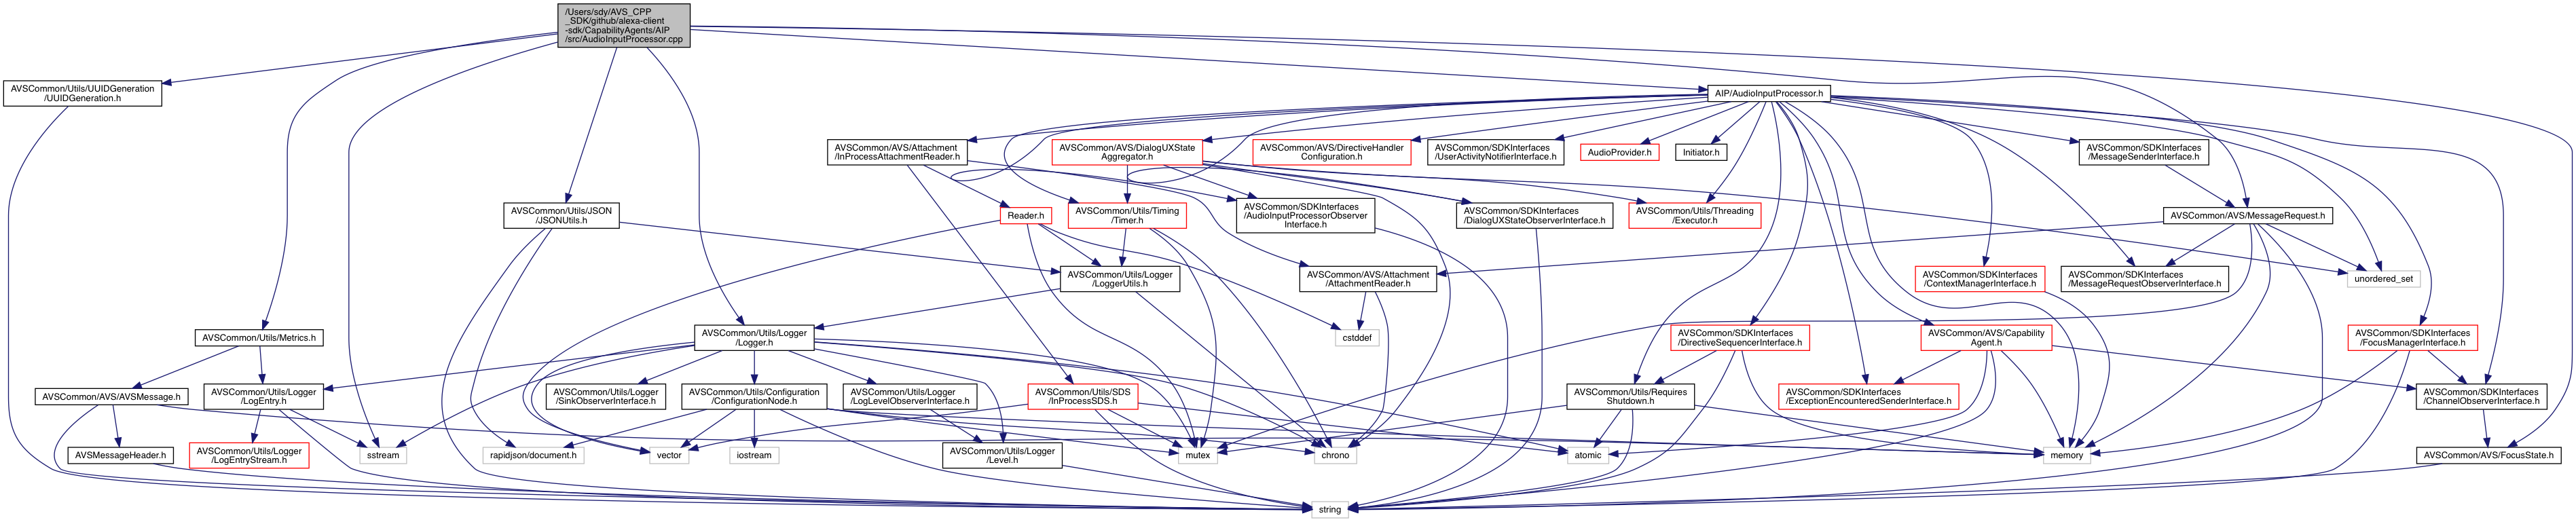 /Users/sdy/AVS_CPP
_SDK/github/alexa-client
-sdk/CapabilityAgents/AIP
/src/AudioInputProcessor.cpp
AVSCommon/Utils/UUIDGeneration
/UUIDGeneration.h
AIP/AudioInputProcessor.h
AVSCommon/AVS/Attachment
/InProcessAttachmentReader.h
AVSCommon/AVS/DialogUXState
Aggregator.h
AVSCommon/AVS/DirectiveHandler
Configuration.h
AVSCommon/SDKInterfaces
/UserActivityNotifierInterface.h
AudioProvider.h
Initiator.h
AVSCommon/SDKInterfaces
/MessageSenderInterface.h
AVSCommon/Utils/JSON
/JSONUtils.h
Reader.h
AVSCommon/Utils/Timing
/Timer.h
AVSCommon/SDKInterfaces
/AudioInputProcessorObserver
Interface.h
AVSCommon/SDKInterfaces
/DialogUXStateObserverInterface.h
AVSCommon/Utils/Threading
/Executor.h
AVSCommon/AVS/MessageRequest.h
AVSCommon/Utils/Logger
/LoggerUtils.h
AVSCommon/AVS/Attachment
/AttachmentReader.h
AVSCommon/SDKInterfaces
/ContextManagerInterface.h
AVSCommon/SDKInterfaces
/MessageRequestObserverInterface.h
unordered_set
AVSCommon/Utils/Metrics.h
AVSCommon/Utils/Logger
/Logger.h
cstddef
AVSCommon/SDKInterfaces
/DirectiveSequencerInterface.h
AVSCommon/AVS/Capability
Agent.h
AVSCommon/SDKInterfaces
/FocusManagerInterface.h
AVSCommon/AVS/AVSMessage.h
AVSCommon/Utils/Logger
/LogEntry.h
AVSCommon/Utils/Logger
/SinkObserverInterface.h
AVSCommon/Utils/Configuration
/ConfigurationNode.h
AVSCommon/Utils/Logger
/LogLevelObserverInterface.h
AVSCommon/Utils/SDS
/InProcessSDS.h
AVSCommon/Utils/Requires
Shutdown.h
AVSCommon/SDKInterfaces
/ExceptionEncounteredSenderInterface.h
AVSCommon/SDKInterfaces
/ChannelObserverInterface.h
AVSMessageHeader.h
AVSCommon/Utils/Logger
/LogEntryStream.h
sstream
rapidjson/document.h
vector
iostream
AVSCommon/Utils/Logger
/Level.h
mutex
chrono
atomic
memory
AVSCommon/AVS/FocusState.h
string